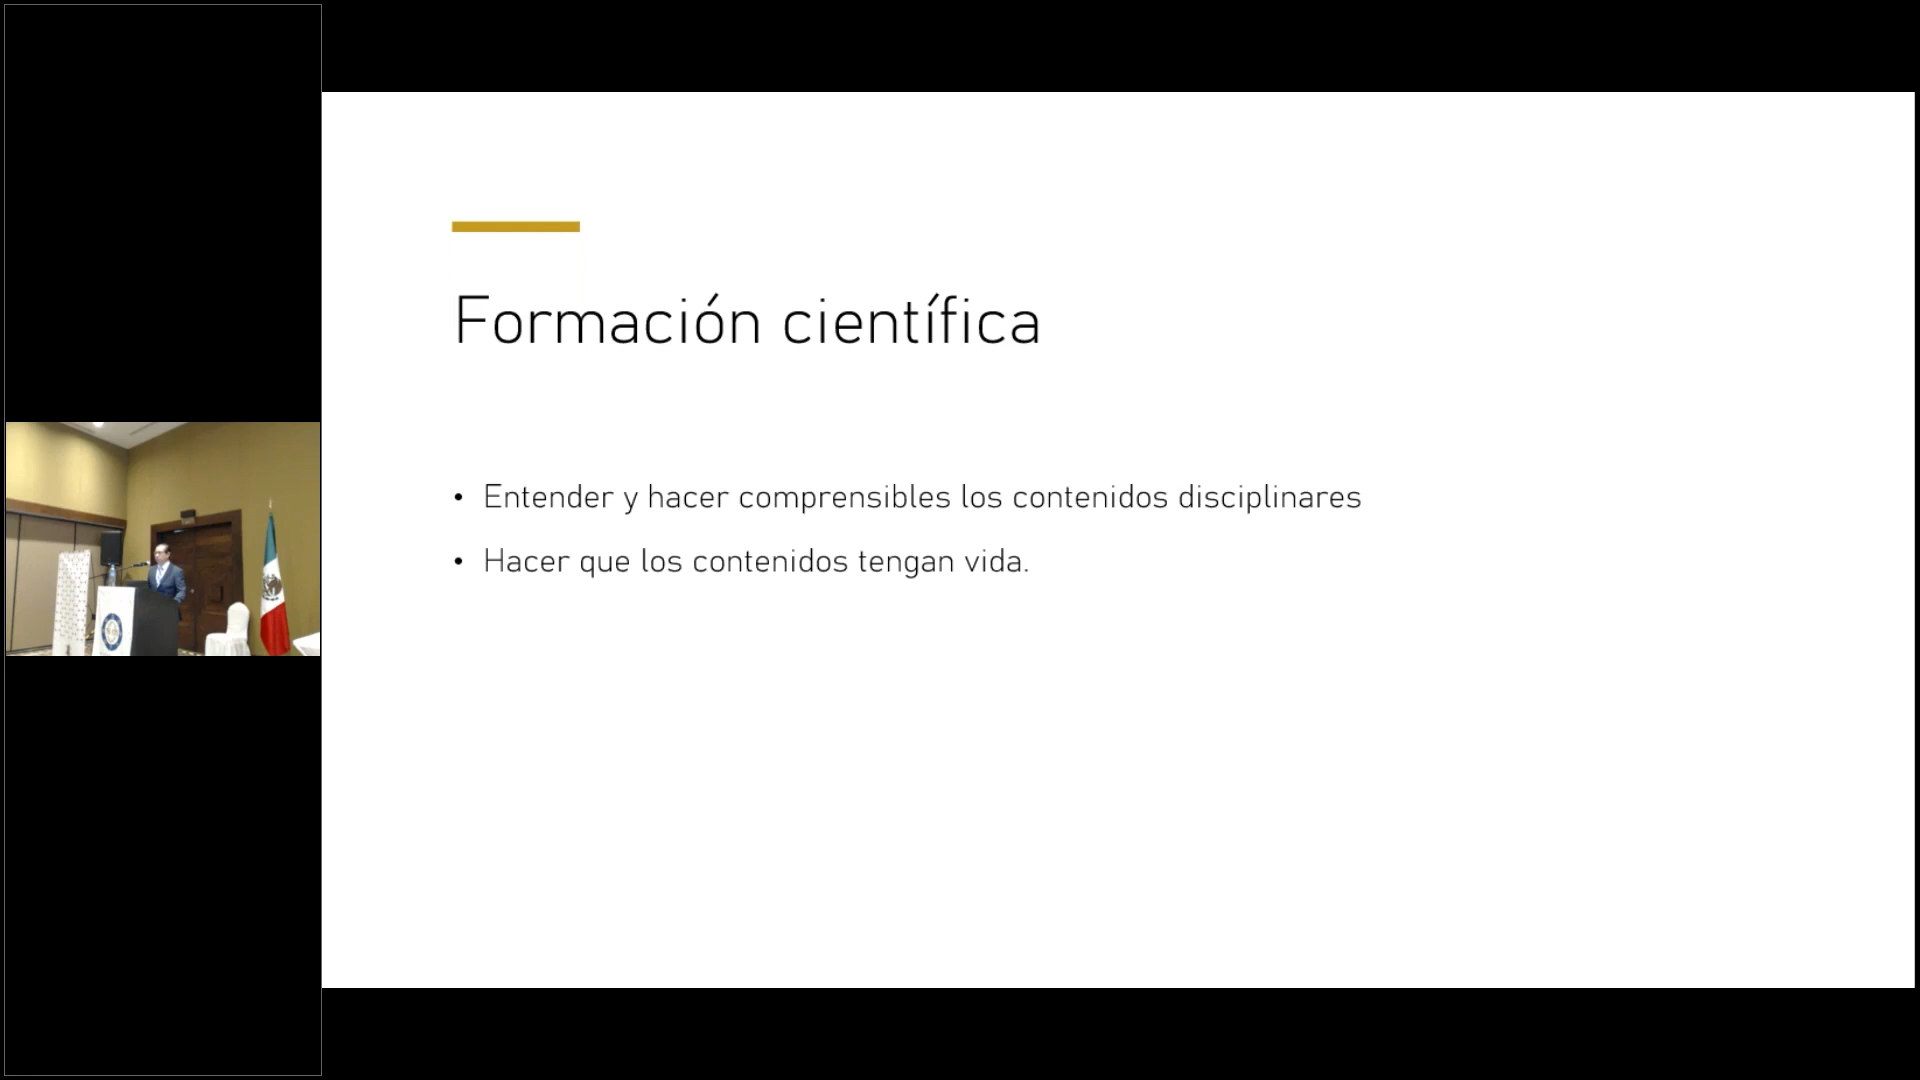 Formación científica
• Entender y hacer comprensibles los contenidos disciplinares
• Hacer que los contenidos tengan vida.